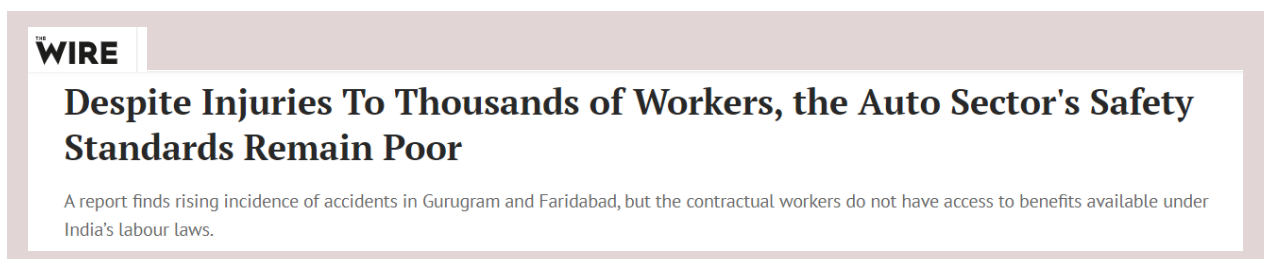 THE
WIRE
Despite Injuries To Thousands of Workers, the Auto Sector's Safety
Standards Remain Poor
A report finds rising incidence of accidents in Gurugram and Faridabad, but the contractual workers do not have access to benefits available under
India's labour laws.